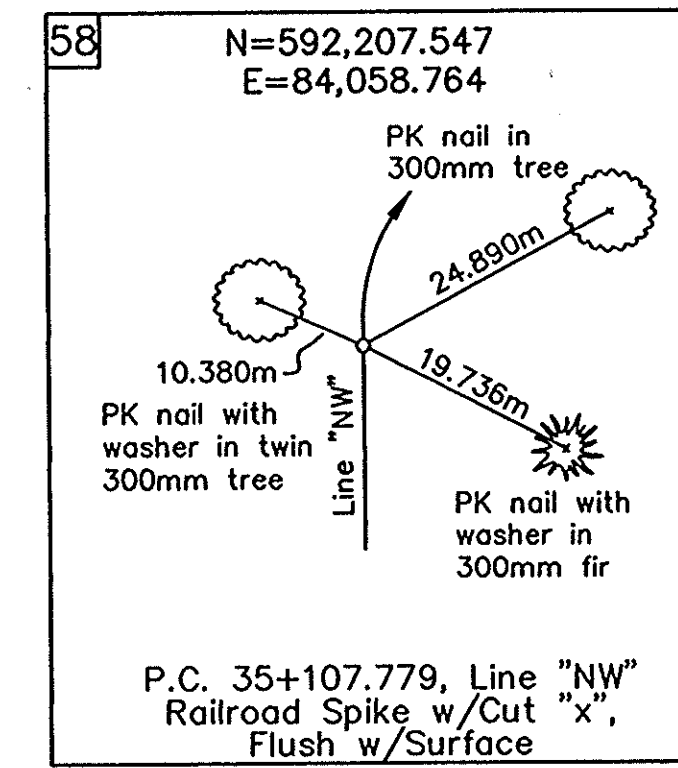 58
N=592,207.547
E=84,058.764
PK nail in
300mm tree
24.890m
10.380m
19.736m
PK nail with
washer in twin
300mm tree
Line "NW"
PK nail with
washer in
300mm fir
P.C. 35+107.779, Line "NW"
Railroad Spike w/Cut "x",
Flush w/Surface